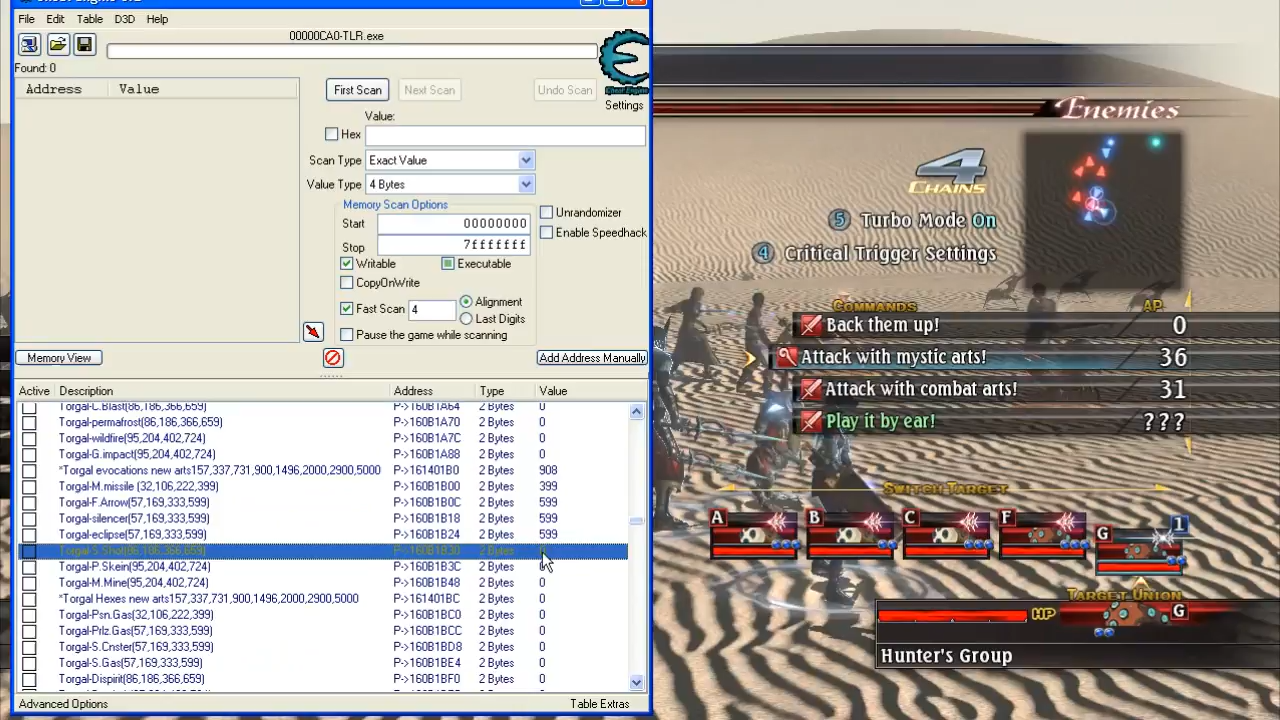 File Edit Table D3D Help
00000CA0-TLR.exe
Found: 0
Address Value
First Scan Next Scan Undo Scan
Settings
Value:
Hex
Scan Type Exact Value
Value Type 4 Bytes
Memory Scan Options
Start 00000000
Stop 7fffffff
Unrandomizer
Enable Speedhack
Writable Executable
CopyOnWrite
Fast Scan 4 Alignment
Last Digits
Pause the game while scanning
Memory View Add Address Manually
Active Description Address Type Value
Torgal-C.Blast(86,186,366,659) P->160B1A64 2 Bytes 0
Torgal-permafrost(86,186,366,659) P->160B1A70 2 Bytes 0
Torgal-wildfire(95,204,402,724) P->160B1A7C 2 Bytes 0
Torgal-G.impact(95,204,402,724) P->160B1A88 2 Bytes 0
*Torgal evocations new arts157,337,731,900,1496,2000,2900,5000 P->161401B0 2 Bytes 908
Torgal-M.missile (32,106,222,399) P->160B1B00 2 Bytes 399
Torgal-F.Arrow(57,169,333,599) P->160B1B0C 2 Bytes 599
Torgal-silencer(57,169,333,599) P->160B1B18 2 Bytes 599
Torgal-eclipse(57,169,333,599) P->160B1B24 2 Bytes 599
Torgal-S.Shot(86,186,366,659) P->160B1B30 2 Bytes
Torgal-P.Skein(95,204,402,724) P->160B1B3C 2 Bytes 0
Torgal-M.Mine(95,204,402,724) P->160B1B48 2 Bytes 0
*Torgal Hexes new arts157,337,731,900,1496,2000,2900,5000 P->161401BC 2 Bytes 0
Torgal-Psn.Gas(32,106,222,399) P->160B1BC0 2 Bytes 0
Torgal-Prlz.Gas(57,169,333,599) P->160B1BCC 2 Bytes 0
Torgal-S.Cnster(57,169,333,599) P->160B1BD8 2 Bytes 0
Torgal-S.Gas(57,169,333,599) P->160B1BE4 2 Bytes 0
Torgal-Dispirit(86,186,366,659) P->160B1BF0 2 Bytes 0
Advanced Options Table Extras
Enemies
4 CHAINS
5 Turbo Mode On
4 Critical Trigger Settings
COMMANDS AP
Back them up! 0
Attack with mystic arts! 36
Attack with combat arts! 31
Play it by ear! ???
SWITCH TARGET
A B C F G 1
TARGET UNION
HP G
Hunter's Group